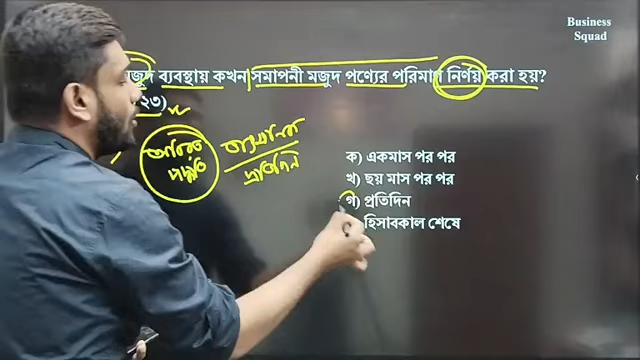 Business
Squad
মজুদ ব্যবস্থায় কখন সমাপনী মজুদ পণ্যের পরিমাণ নির্ণয় করা হয়?
২৩)
পদ্ধতি
প্রতিদিন
ক) একমাস পর পর
খ) ছয় মাস পর পর
গ) প্রতিদিন
হিসাবকাল শেষে